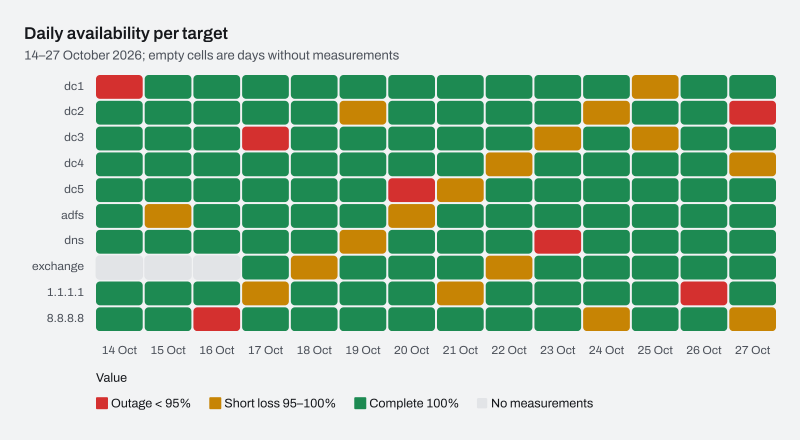 Daily availability per target
14–27 October 2026; empty cells are days without measurements
dc1
dc2
dc3
dc4
dc5
adfs
dns
exchange
1.1.1.1
8.8.8.8
14 Oct 15 Oct 16 Oct 17 Oct 18 Oct 19 Oct 20 Oct 21 Oct 22 Oct 23 Oct 24 Oct 25 Oct 26 Oct 27 Oct
Value
Outage < 95% Short loss 95–100% Complete 100% No measurements